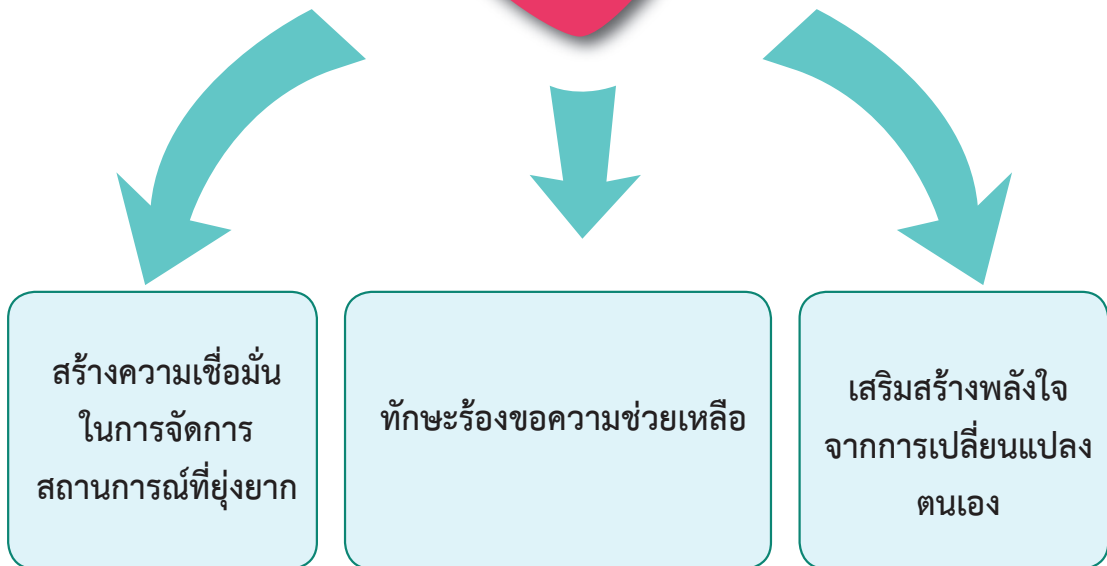 สร้างความเชื่อมั่น
ในการจัดการ
สถานการณ์ที่ยุ่งยาก
ทักษะร้องขอความช่วยเหลือ
เสริมสร้างพลังใจ
จากการเปลี่ยนแปลง
ตนเอง